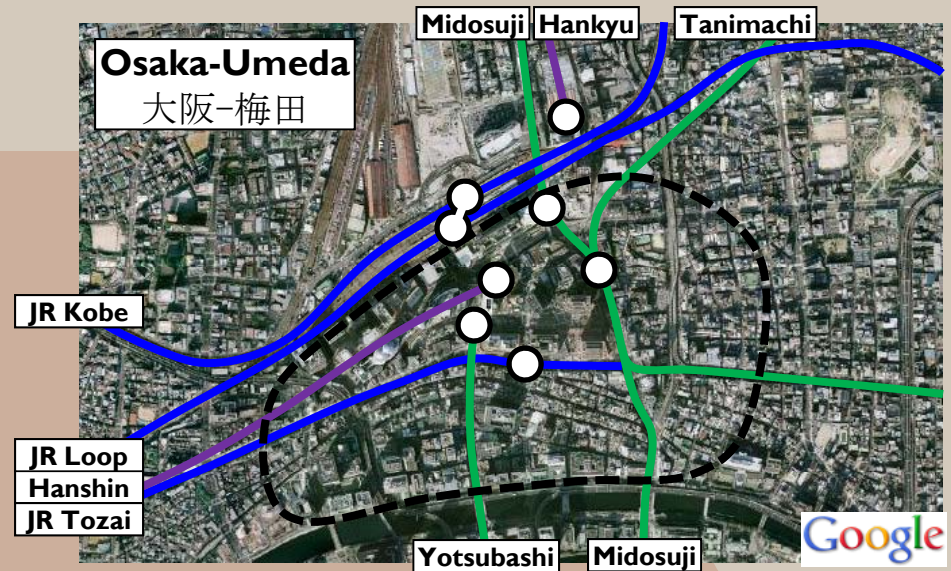 Midosuji
Hankyu
Tanimachi
Osaka-Umeda
大阪-梅田
JR Kobe
JR Loop
Hanshin
JR Tozai
Yotsubashi
Midosuji
Google